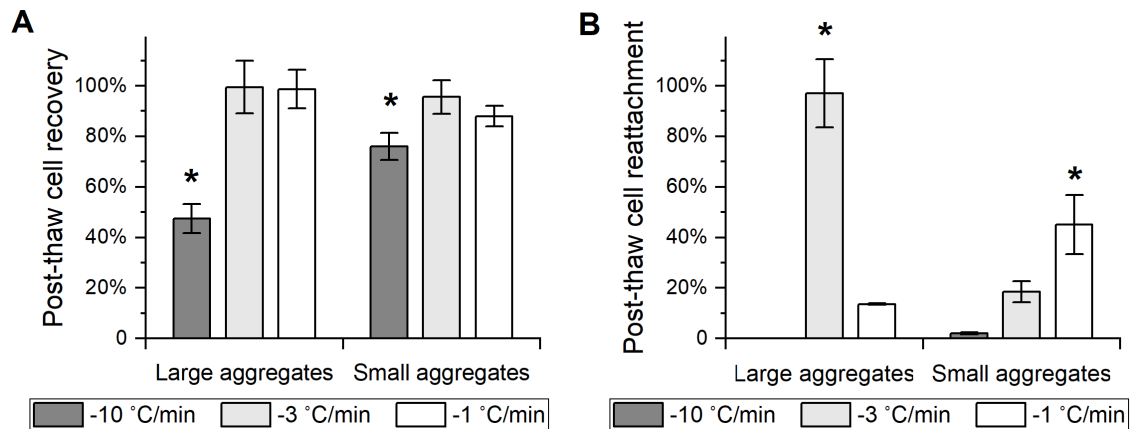 A
Post-thaw cell recovery
100%
80%
60%
40%
20%
0
*
*
Large aggregates
Small aggregates
-10 ˚C/min
-3 ˚C/min
-1 ˚C/min
B
Post-thaw cell reattachment
100%
80%
60%
40%
20%
0
*
*
Large aggregates
Small aggregates
-10 ˚C/min
-3 ˚C/min
-1 ˚C/min